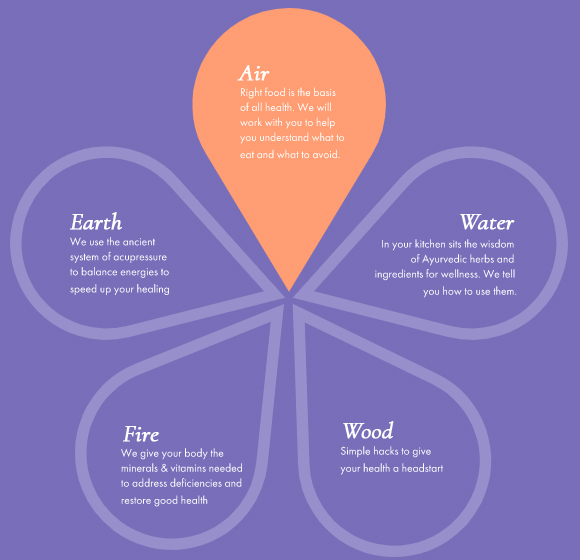 Air
Right food is the basis
of all health. We will
work with you to help
you understand what to
eat and what to avoid.
Earth
We use the ancient
system of acupressure
to balance energies to
speed up your healing
Water
In your kitchen sits the wisdom
of Ayurvedic herbs and
ingredients for wellness. We tell
you how to use them.
Fire
We give your body the
minerals & vitamins needed
to address deficiencies and
restore good health
Wood
Simple hacks to give
your health a headstart